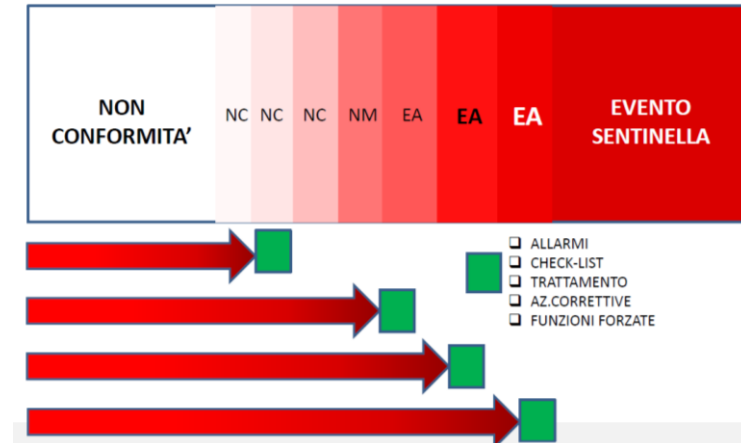 NON
CONFORMITA’
NC NC NC NM EA EA EA
EVENTO
SENTINELLA
ALLARMI
CHECK-LIST
TRATTAMENTO
AZ.CORRETTIVE
FUNZIONI FORZATE